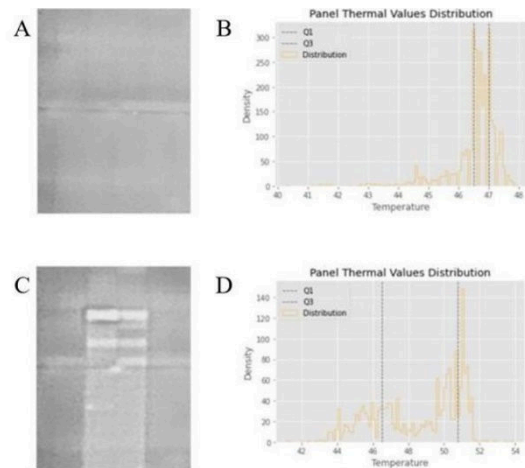 A
B
Panel Thermal Values Distribution
Q1
Q3
Distribution
300
250
200
150
100
50
0
Density
40 41 42 43 44 45 46 47 48
Temperature
C
D
Panel Thermal Values Distribution
Q1
Q3
Distribution
140
120
100
80
60
40
20
0
Density
42 44 46 48 50 52 54
Temperature